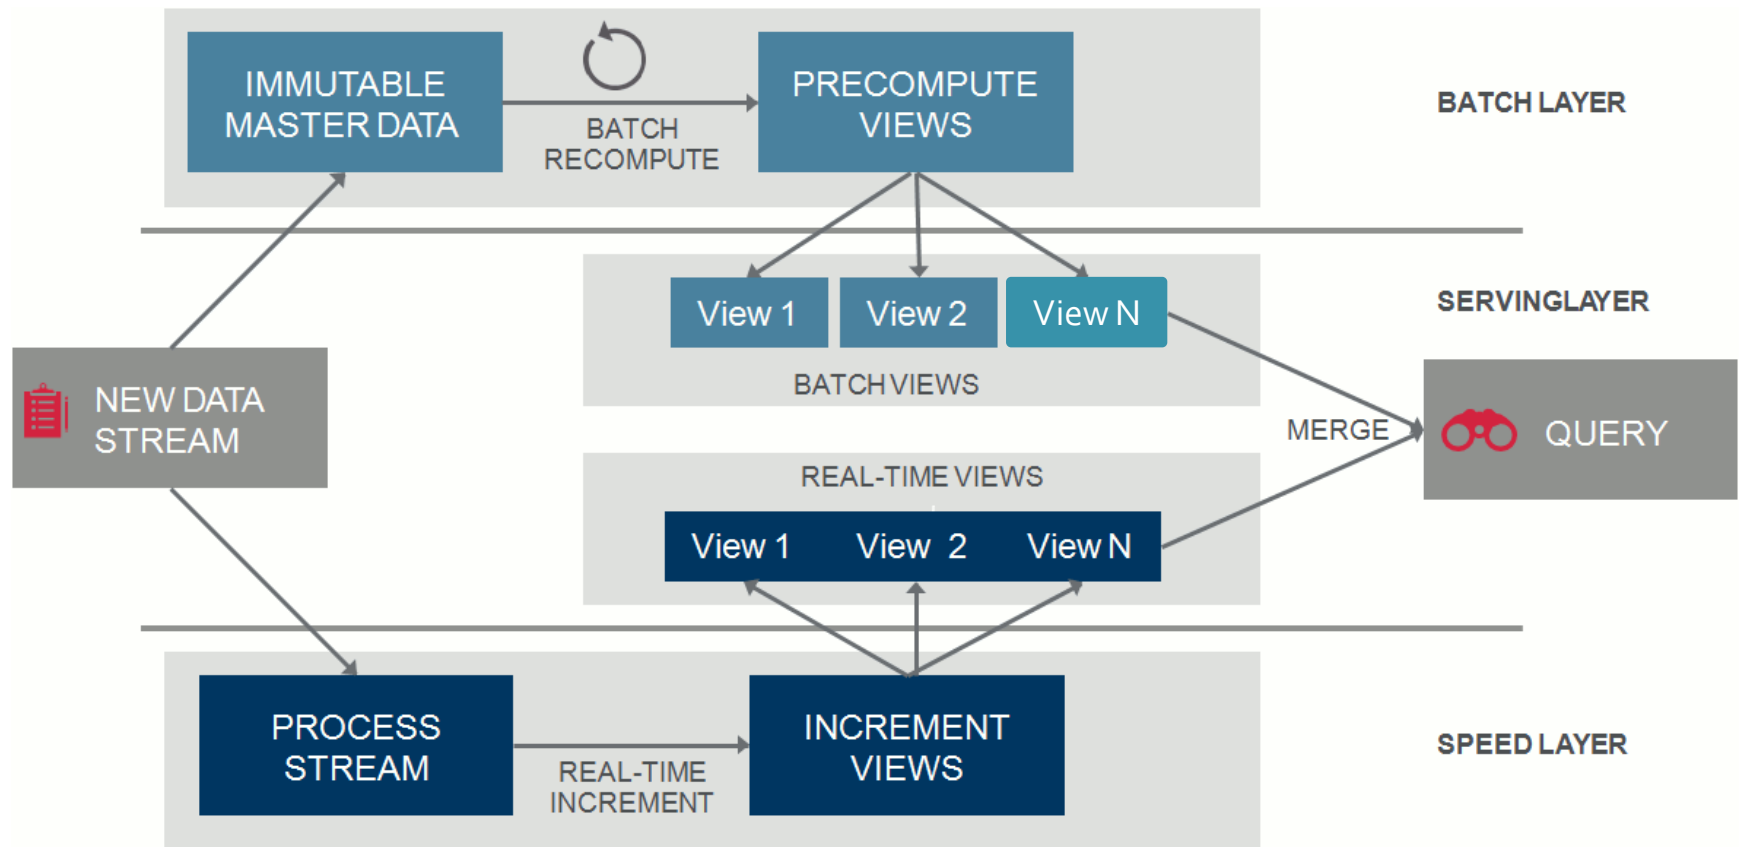 IMMUTABLE
MASTER DATA
BATCH
RECOMPUTE
PRECOMPUTE
VIEWS
BATCH LAYER
View 1
View 2
View N
BATCH VIEWS
SERVINGLAYER
NEW DATA
STREAM
MERGE
QUERY
REAL-TIME VIEWS
View 1
View 2
View N
PROCESS
STREAM
REAL-TIME
INCREMENT
INCREMENT
VIEWS
SPEED LAYER